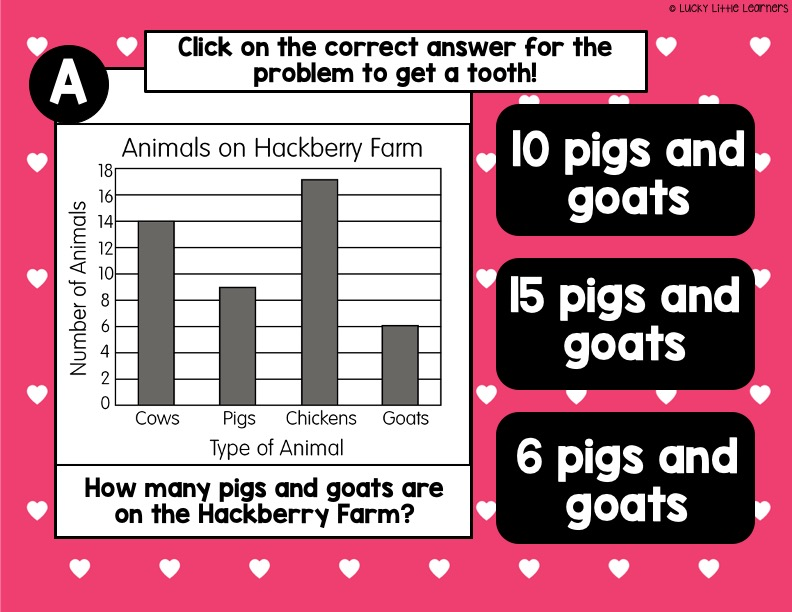 © Lucky Little Learners
Click on the correct answer for the
problem to get a tooth!
A
Animals on Hackberry Farm
Number of Animals
18
16
14
12
10
8
6
4
2
0
Cows Pigs Chickens Goats
Type of Animal
How many pigs and goats are
on the Hackberry Farm?
10 pigs and
goats
15 pigs and
goats
6 pigs and
goats